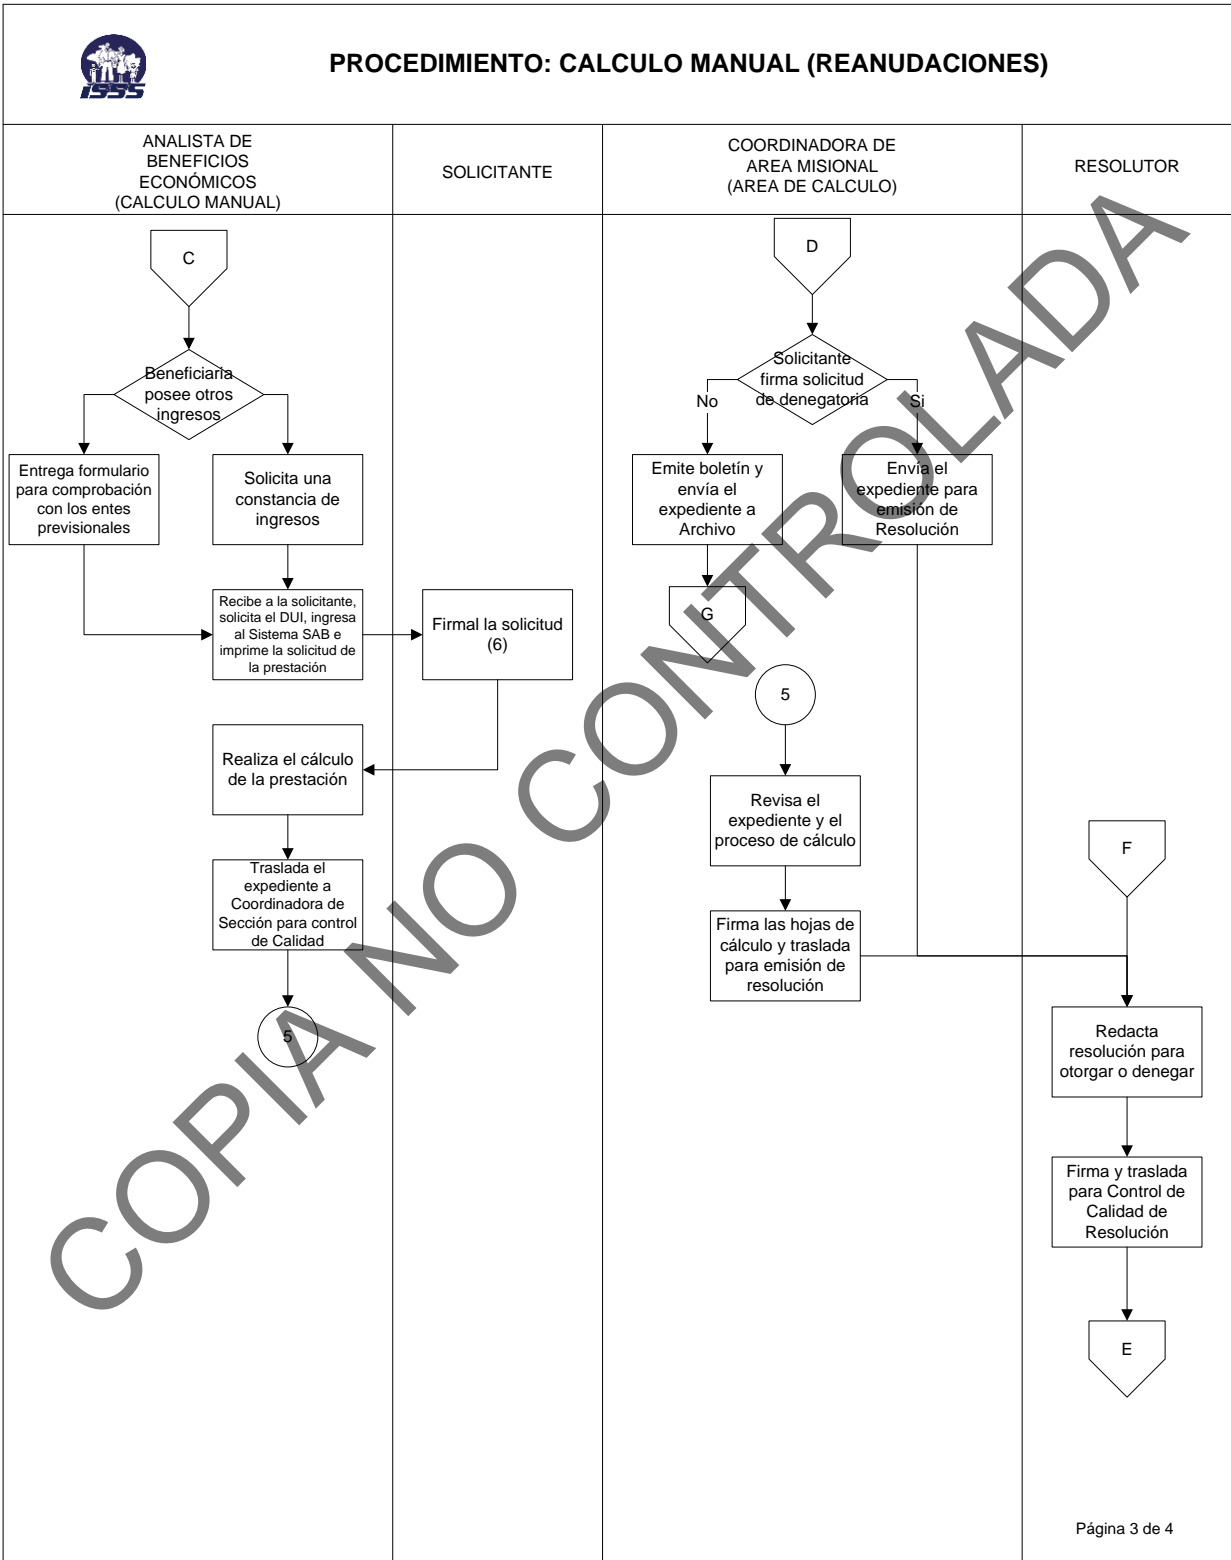 PROCEDIMIENTO: CALCULO MANUAL (REANUDACIONES)
ISSS
ANALISTA DE
BENEFICIOS
ECONÓMICOS
(CALCULO MANUAL)
SOLICITANTE
COORDINADORA DE
AREA MISIONAL
(AREA DE CALCULO)
RESOLUTOR
C
Beneficiaria
posee otros
ingresos
Entrega formulario
para comprobación
con los entes
previsionales
Solicita una
constancia de
ingresos
Recibe a la solicitante,
solicita el DUI, ingresa
al Sistema SAB e
imprime la solicitud de
la prestación
Firmal la solicitud
(6)
Realiza el cálculo
de la prestación
Traslada el
expediente a
Coordinadora de
Sección para control
de Calidad
5
D
Solicitante
firma solicitud
de denegatoria
No
Si
Emite boletín y
envía el
expediente a
Archivo
Envía el
expediente para
emisión de
Resolución
G
5
Revisa el
expediente y el
proceso de cálculo
Firma las hojas de
cálculo y traslada
para emisión de
resolución
F
Redacta
resolución para
otorgar o denegar
Firma y traslada
para Control de
Calidad de
Resolución
E
COPIA NO CONTROLADA
Página 3 de 4